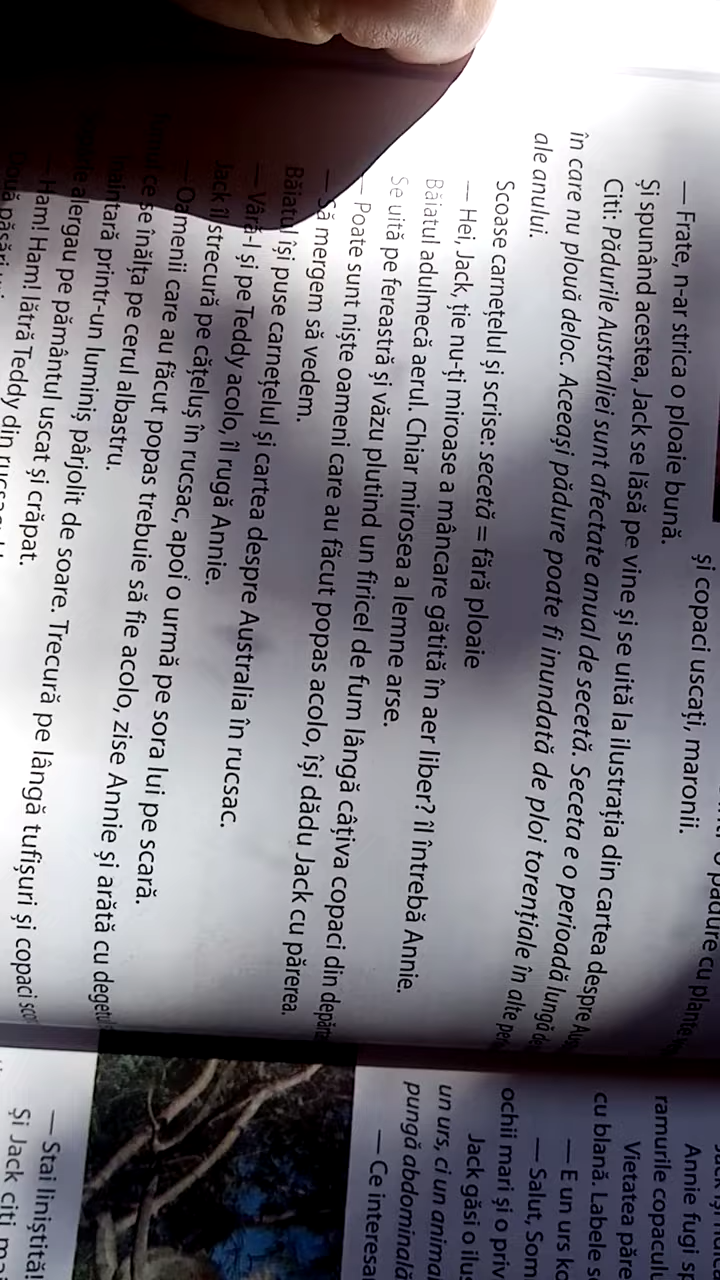 pădure cu plante
și copaci uscați, maronii.
— Frate, n-ar strica o ploaie bună.
Și spunând acestea, Jack se lăsă pe vine și se uită la ilustrația din cartea despre
Citi: Pădurile Australiei sunt afectate anual de secetă. Seceta e o perioadă lungă de
în care nu plouă deloc. Aceeași pădure poate fi inundată de ploi torențiale în alte
ale anului.
Scoase carnețelul și scrise: secetă = fără ploaie
— Hei, Jack, ție nu-ți miroase a mâncare gătită în aer liber? îl întrebă Annie.
Băiatul adulmecă aerul. Chiar mirosea a lemne arse.
Se uită pe fereastră și văzu plutind un firicel de fum lângă câțiva copaci din
— Poate sunt niște oameni care au făcut popas acolo, își dădu Jack cu părerea.
— Să mergem să vedem.
Băiatul își puse carnețelul și cartea despre Australia în rucsac.
— Vâră-l și pe Teddy acolo, îl rugă Annie.
Jack îl strecură pe cățeluș în rucsac, apoi o urmă pe sora lui pe scară.
— Oamenii care au făcut popas trebuie să fie acolo, zise Annie și arătă cu
ce se înălța pe cerul albastru.
Înaintară printr-un luminiș pârjolit de soare. Trecură pe lângă tufișuri și copaci
alergau pe pământul uscat și crăpat.
— Ham! Ham! lătră Teddy din
Două păsări
Annie fugi
ramurile
Vietatea
cu blană. Labele
— E un urs
— Salut,
ochii mari și o
Jack găsi o
un urs, ci un
pungă abdominală
— Ce
— Stai liniștită!
Și Jack citi